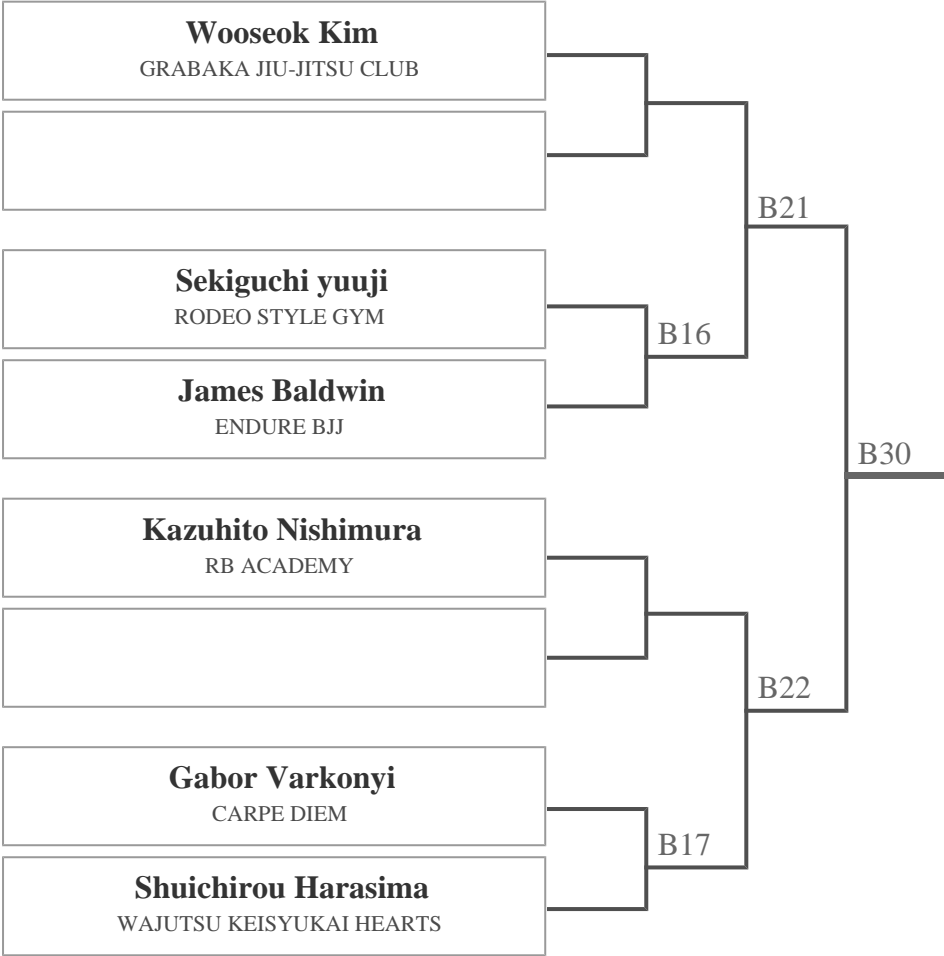 Wooseok Kim
GRABAKA JIU-JITSU CLUB
B21
Sekiguchi yuuji
RODEO STYLE GYM
B16
James Baldwin
ENDURE BJJ
B30
Kazuhito Nishimura
RB ACADEMY
B22
Gabor Varkonyi
CARPE DIEM
B17
Shuichirou Harasima
WAJUTSU KEISYUKAI HEARTS